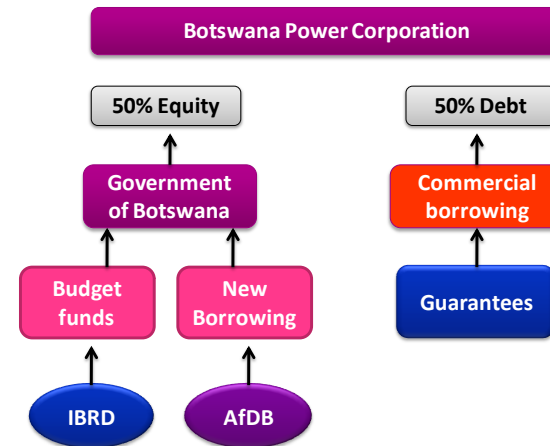 Botswana Power Corporation
50% Equity
50% Debt
Government
of Botswana
Commercial
borrowing
Budget
funds
New
Borrowing
Guarantees
IBRD
AfDB